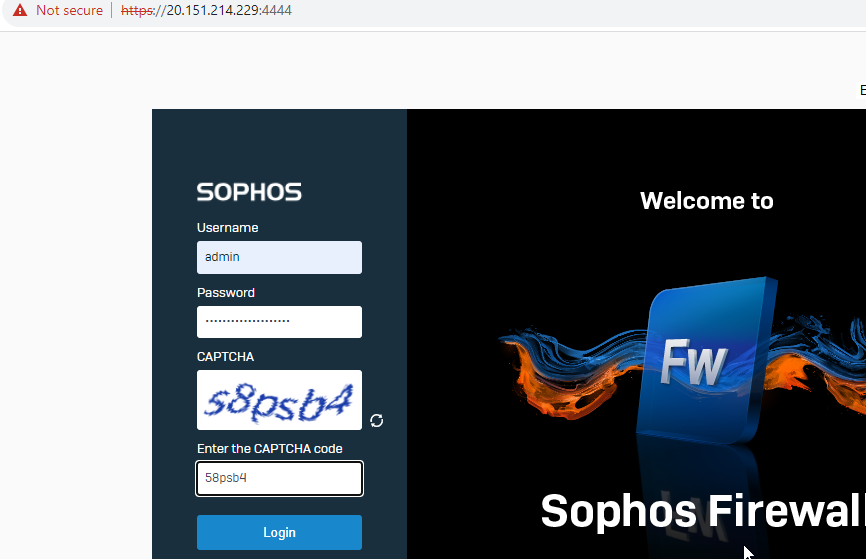 Not secure | https://20.151.214.229:4444
SOPHOS
Username
admin
Password
CAPTCHA
s8psb4
Enter the CAPTCHA code
58psb4
Login
Welcome to
Fw
Sophos Firewall